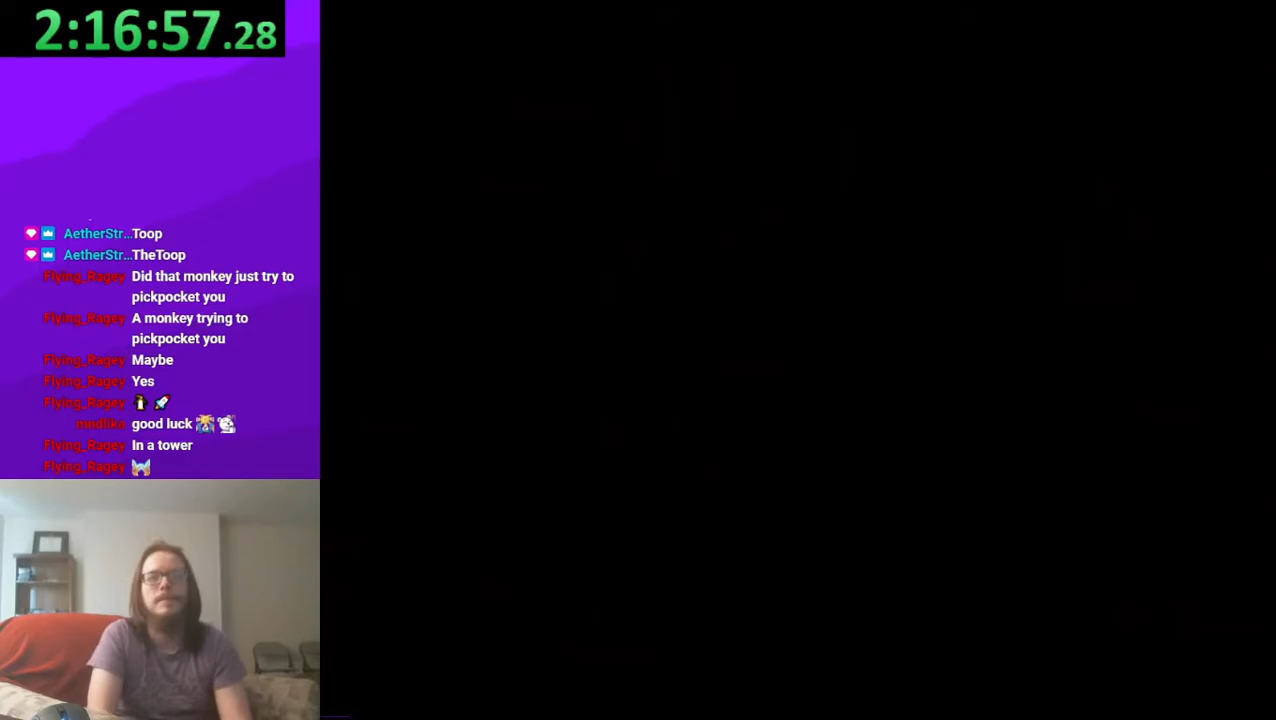 2:16:57.28
AetherStr...Toop
AetherStr...TheToop
Flying_Ragey Did that monkey just try to
pickpocket you
Flying_Ragey A monkey trying to
pickpocket you
Flying_Ragey Maybe
Flying_Ragey Yes
Flying_Ragey
mndlika good luck
Flying_Ragey In a tower
Flying_Ragey